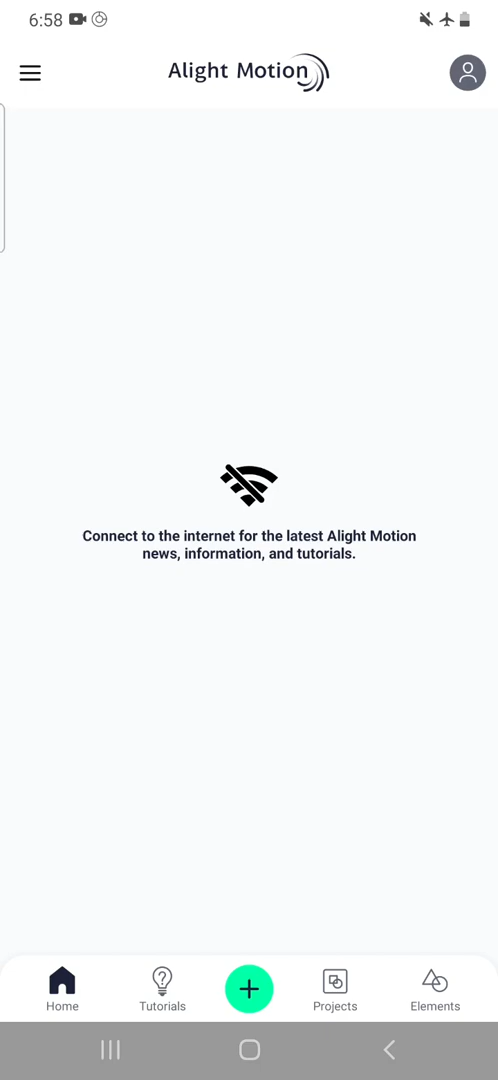 6:58
Alight Motion
Connect to the internet for the latest Alight Motion
news, information, and tutorials.
Home
Tutorials
Projects
Elements